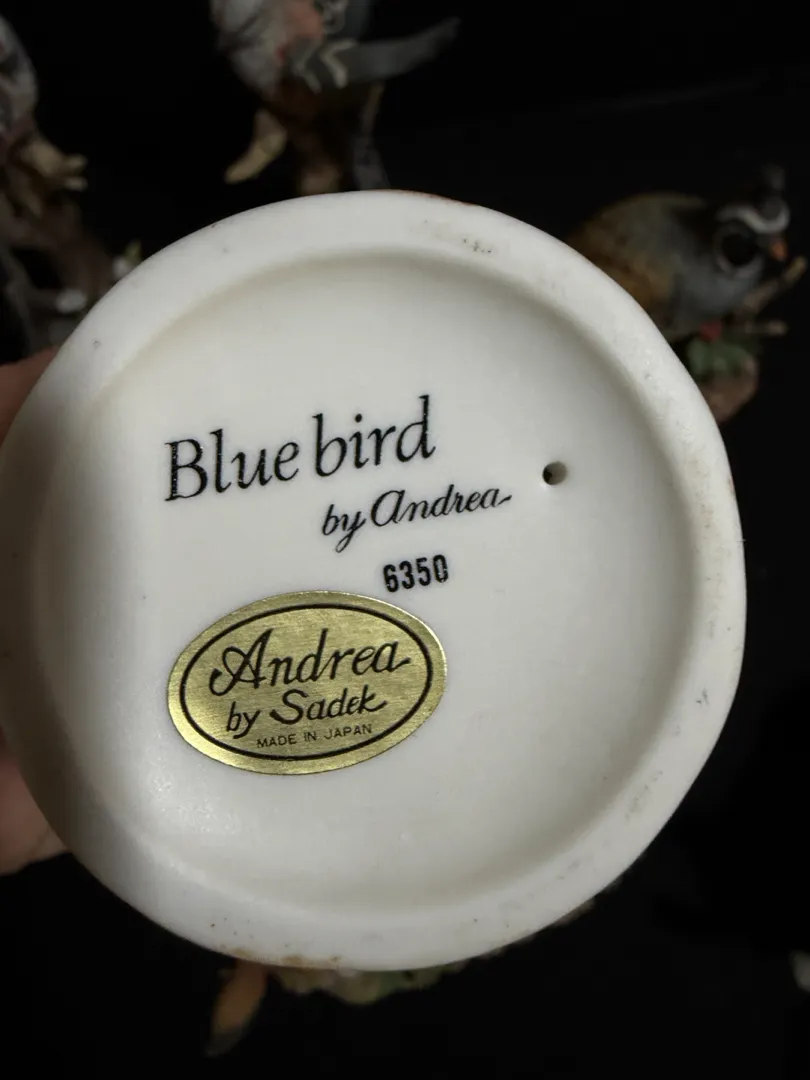 Blue bird
by Andrea
6350
Andrea
by Sadek
MADE IN JAPAN